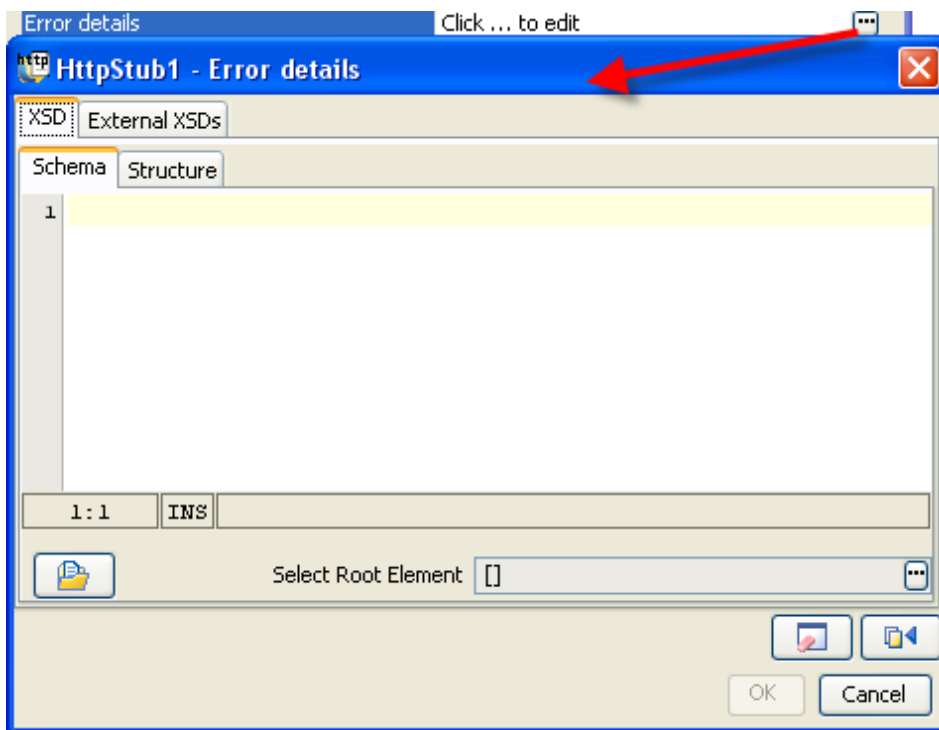 Error details Click ... to edit
http HttpStub1 - Error details
XSD External XSDs
Schema Structure
1
1:1 INS
Select Root Element []
OK Cancel